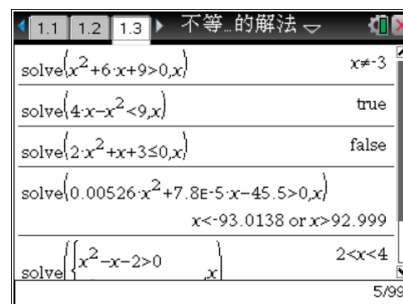 1.1 1.2 1.3 不等…的解法
solve(x²+6·x+9>0,x) x≠-3
solve(4·x−x²<9,x) true
solve(2·x²+x+3≤0,x) false
solve(0.00526·x²+7.8ᴇ-5·x−45.5>0,x)
x<-93.0138 or x>92.999
solve({x²−x−2>0 ,x) 2<x<4
5/99